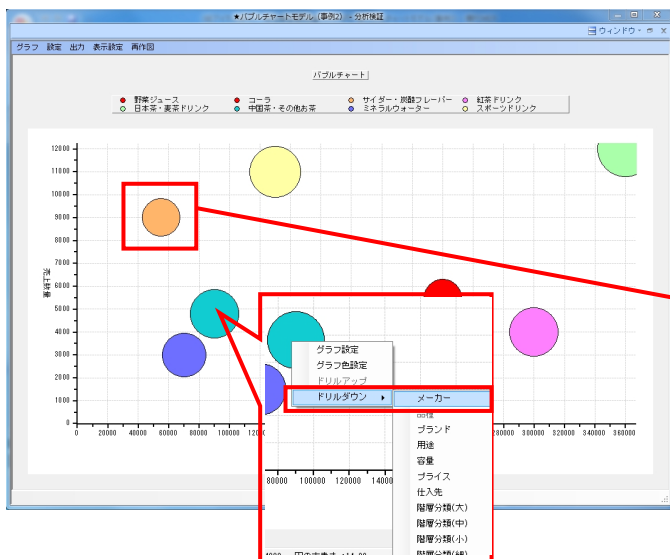 ★バブルチャートモデル（事例2） - 分析検証
ウィンドウ
グラフ 設定 出力 表示設定 再作図
バブルチャート
野菜ジュース コーラ サイダー・炭酸フレーバー 紅茶ドリンク
日本茶・麦茶ドリンク 中国茶・その他お茶 ミネラルウォーター スポーツドリンク
12000
11000
10000
9000
8000
7000
6000
5000
4000
3000
2000
1000
0
売上数量
0 20000 40000 60000 80000 100000 280000 300000 320000 340000 360000
グラフ設定
グラフ色設定
ドリルアップ
ドリルダウン
メーカー
ブランド
用途
容量
プライス
仕入先
階層分類(大)
階層分類(中)
階層分類(小)
80000 100000 120000